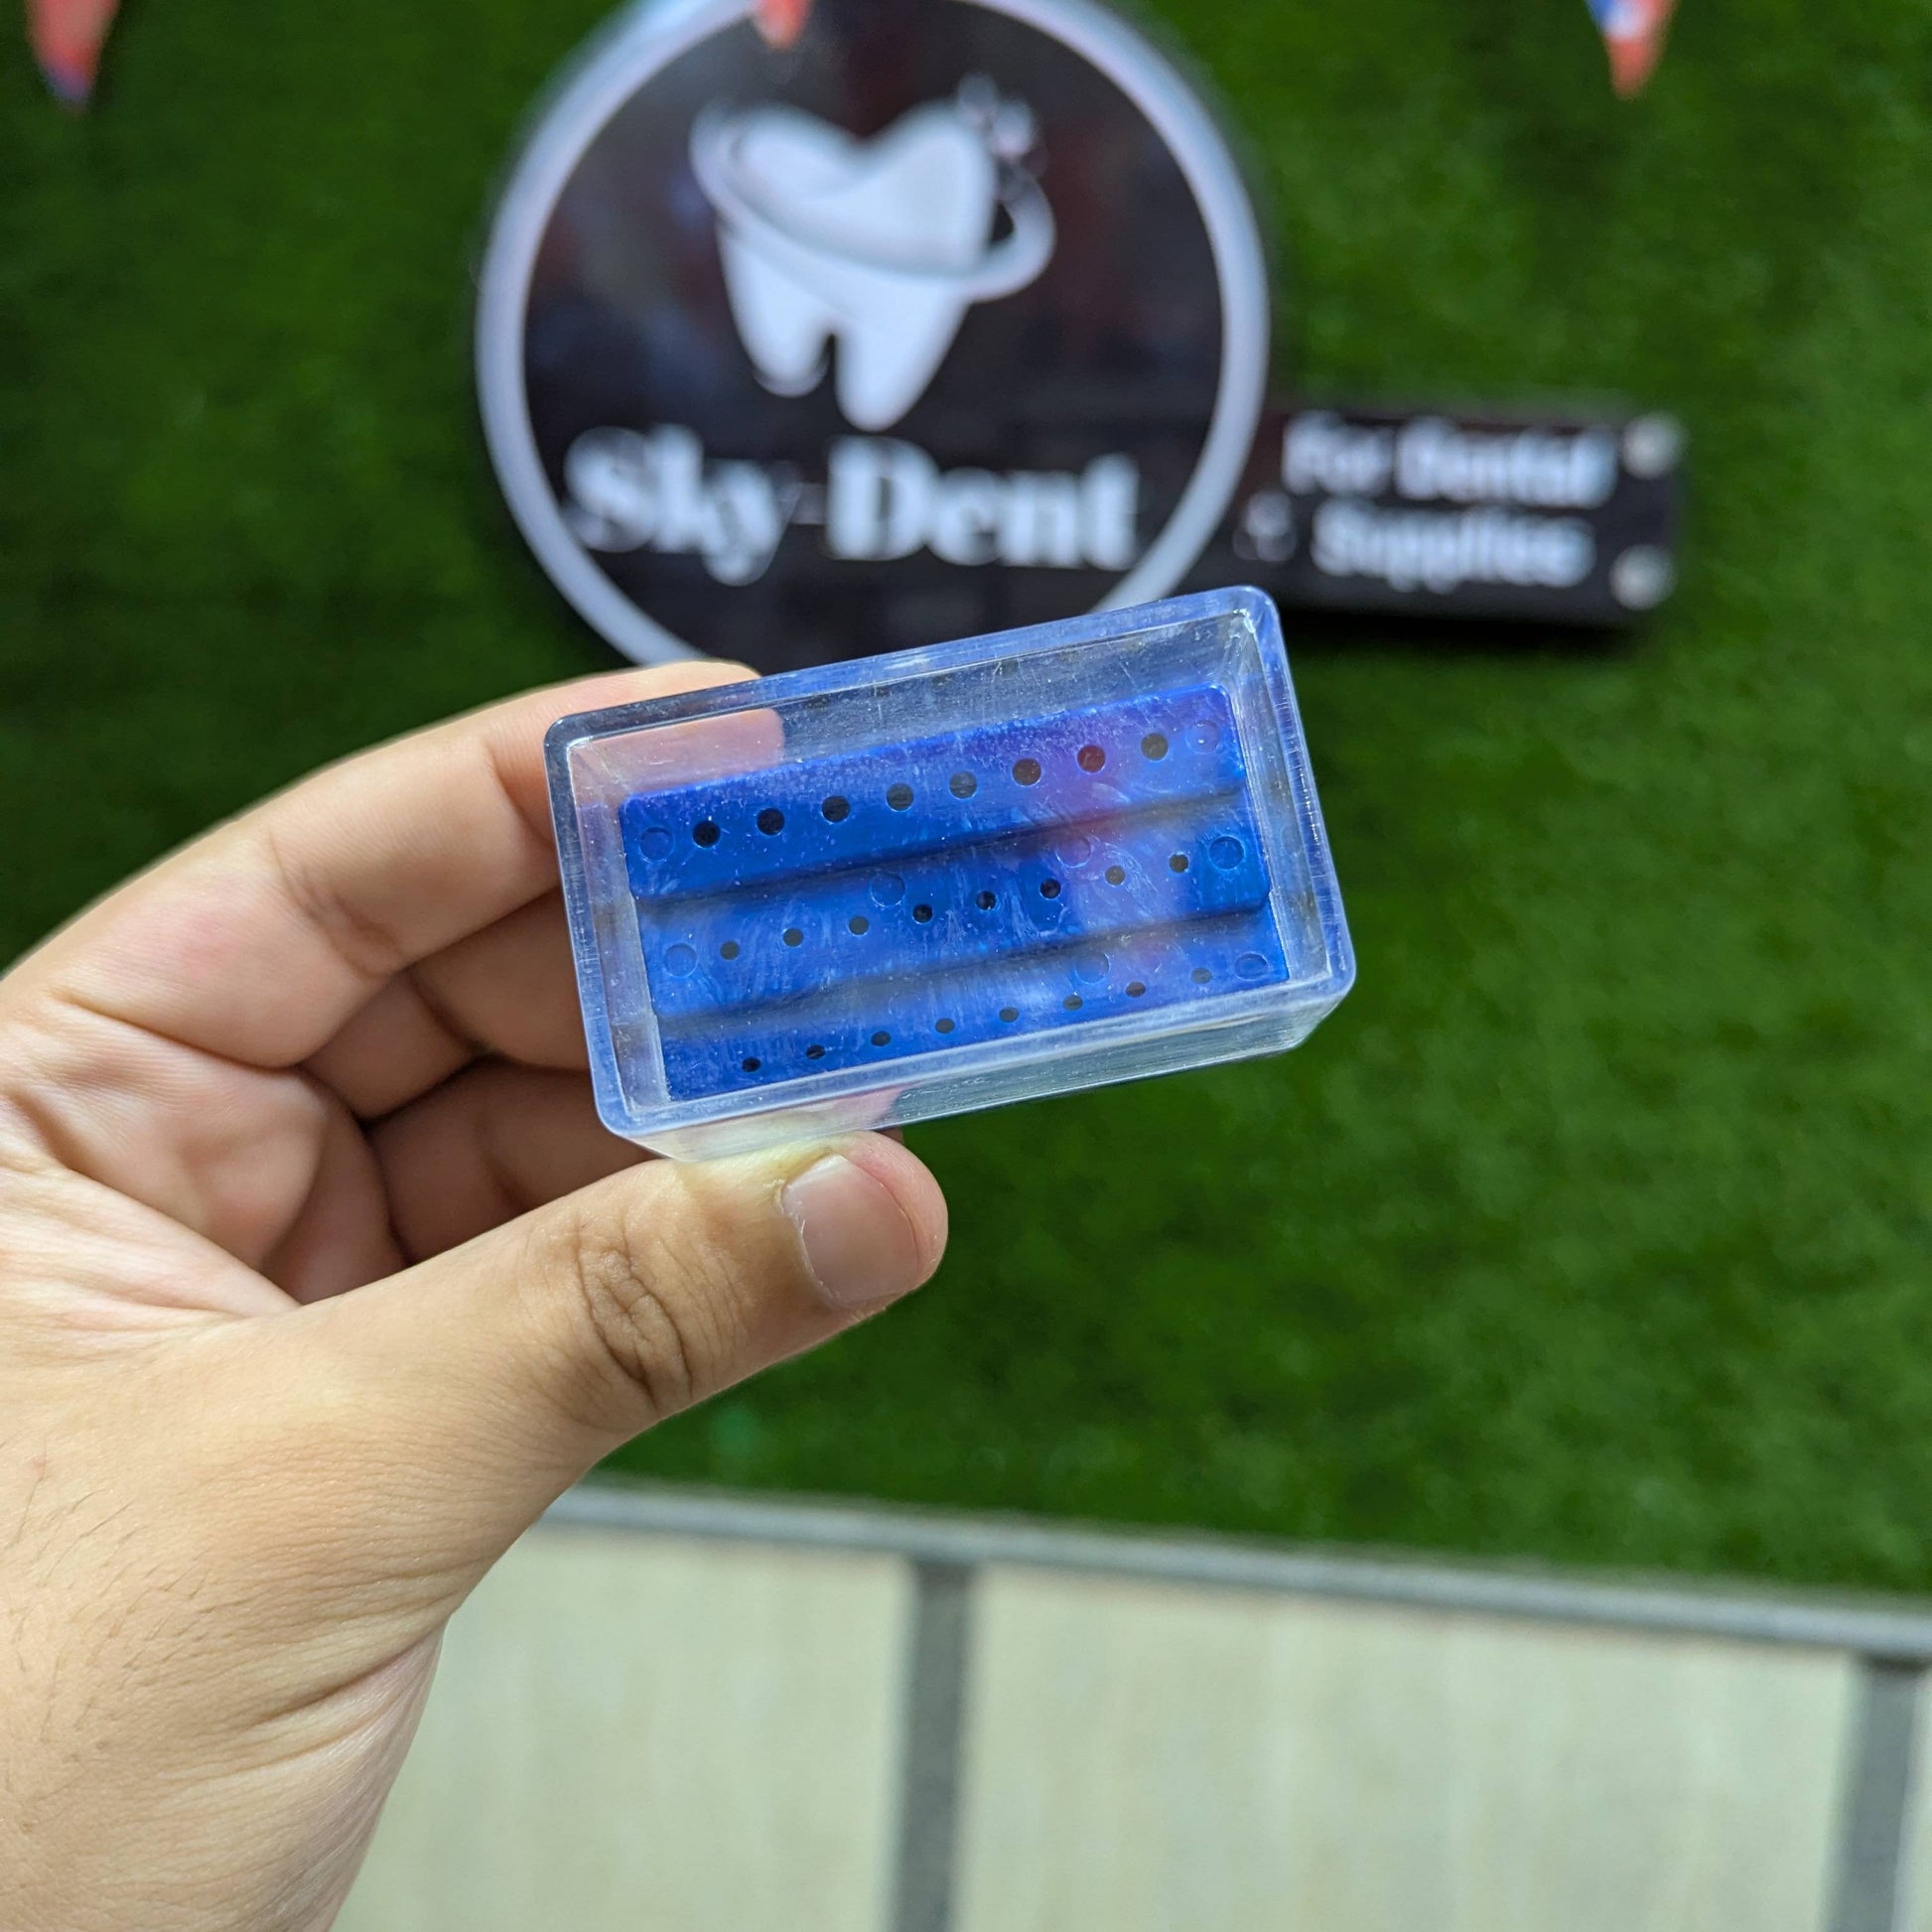 Sky-Dent
For Dental
Supplies